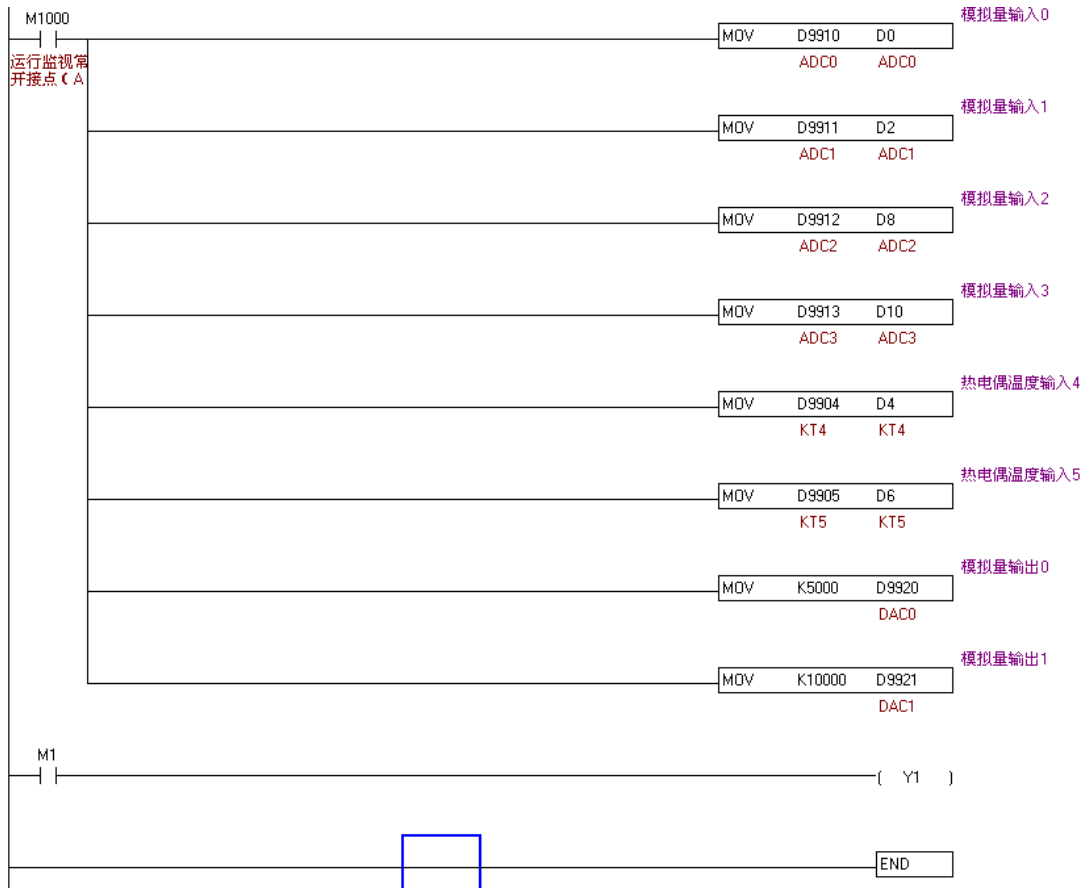 M1000
运行监视常
开接点（A
模拟量输入0
MOV D9910 D0
ADC0 ADC0
模拟量输入1
MOV D9911 D2
ADC1 ADC1
模拟量输入2
MOV D9912 D8
ADC2 ADC2
模拟量输入3
MOV D9913 D10
ADC3 ADC3
热电偶温度输入4
MOV D9904 D4
KT4 KT4
热电偶温度输入5
MOV D9905 D6
KT5 KT5
模拟量输出0
MOV K5000 D9920
DAC0
模拟量输出1
MOV K10000 D9921
DAC1
M1
( Y1 )
END